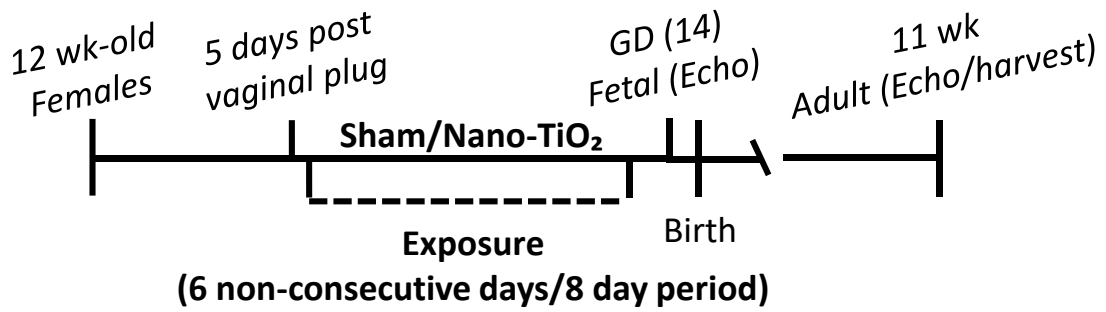 12 wk-old
Females
5 days post
vaginal plug
GD (14)
Fetal (Echo)
11 wk
Adult (Echo/harvest)
Sham/Nano-TiO₂
Exposure
(6 non-consecutive days/8 day period)
Birth